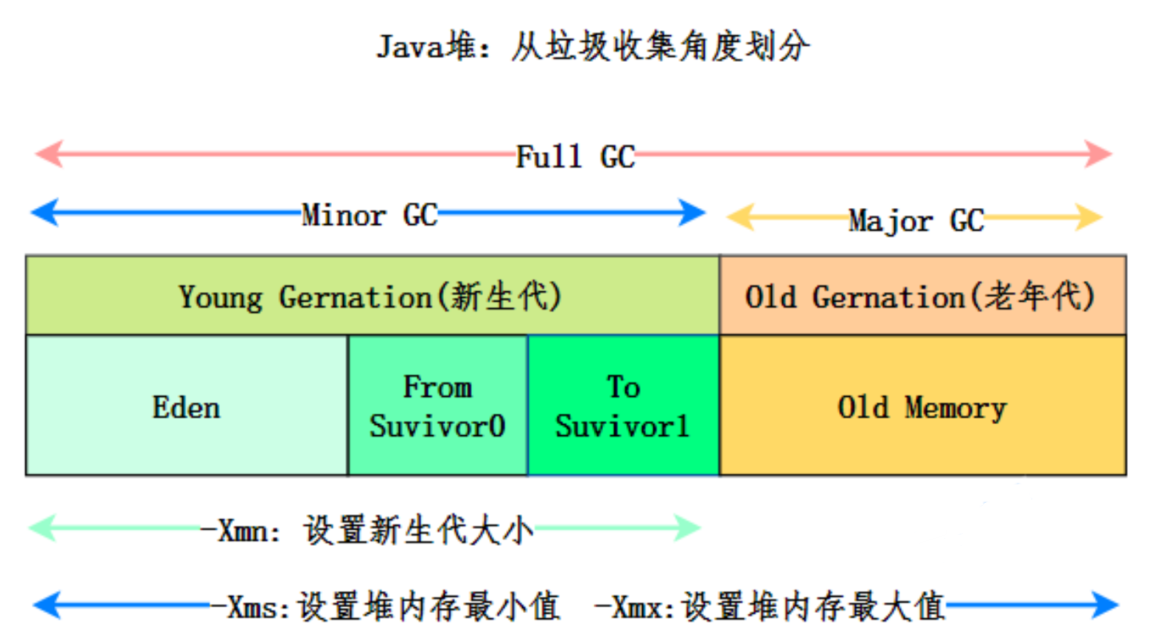 Java堆：从垃圾收集角度划分
Full GC
Minor GC
Major GC
Young Gernation(新生代)
Old Gernation(老年代)
Eden
From
Suvivor0
To
Suvivor1
Old Memory
-Xmn: 设置新生代大小
-Xms:设置堆内存最小值 -Xmx:设置堆内存最大值